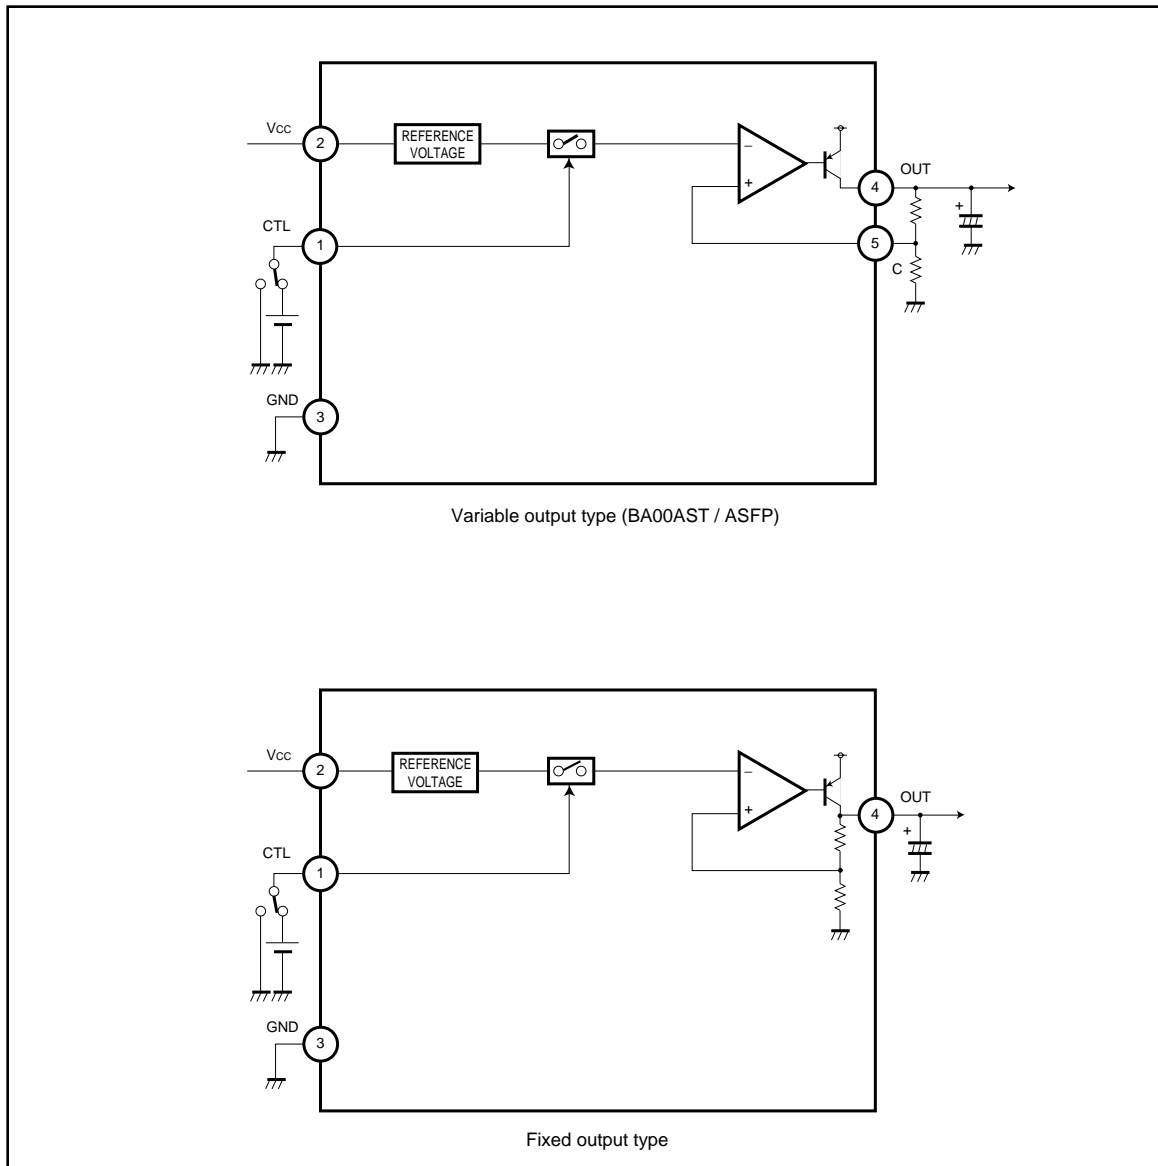 Vcc
2
REFERENCE
VOLTAGE
–
+
OUT
4
+
CTL
1
5
C
GND
3
Variable output type (BA00AST / ASFP)
Vcc
2
REFERENCE
VOLTAGE
–
+
OUT
4
+
CTL
1
GND
3
Fixed output type